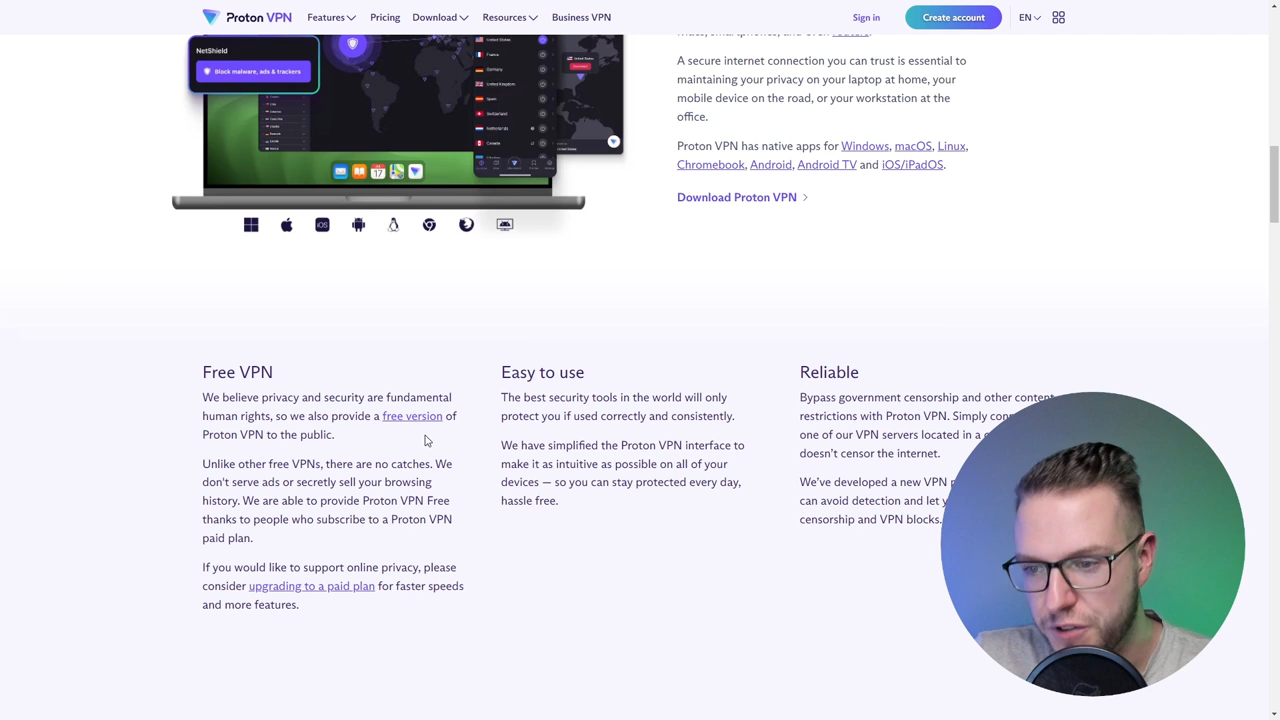 Proton VPN Features Pricing Download Resources Business VPN Sign in Create account EN
NetShield
Block malware, ads & trackers
United States
France
Germany
United Kingdom
Spain
Switzerland
Netherlands
Canada
17
A secure internet connection you can trust is essential to
maintaining your privacy on your laptop at home, your
mobile device on the road, or your workstation at the
office.
Proton VPN has native apps for Windows, macOS, Linux,
Chromebook, Android, Android TV and iOS/iPadOS.
Download Proton VPN
iOS
Free VPN
We believe privacy and security are fundamental
human rights, so we also provide a free version of
Proton VPN to the public.
Unlike other free VPNs, there are no catches. We
don't serve ads or secretly sell your browsing
history. We are able to provide Proton VPN Free
thanks to people who subscribe to a Proton VPN
paid plan.
If you would like to support online privacy, please
consider upgrading to a paid plan for faster speeds
and more features.
Easy to use
The best security tools in the world will only
protect you if used correctly and consistently.
We have simplified the Proton VPN interface to
make it as intuitive as possible on all of your
devices — so you can stay protected every day,
hassle free.
Reliable
Bypass government censorship and other content
restrictions with Proton VPN. Simply
one of our VPN servers located in a
doesn't censor the internet.
We've developed a new VPN
can avoid detection and let
censorship and VPN blocks.